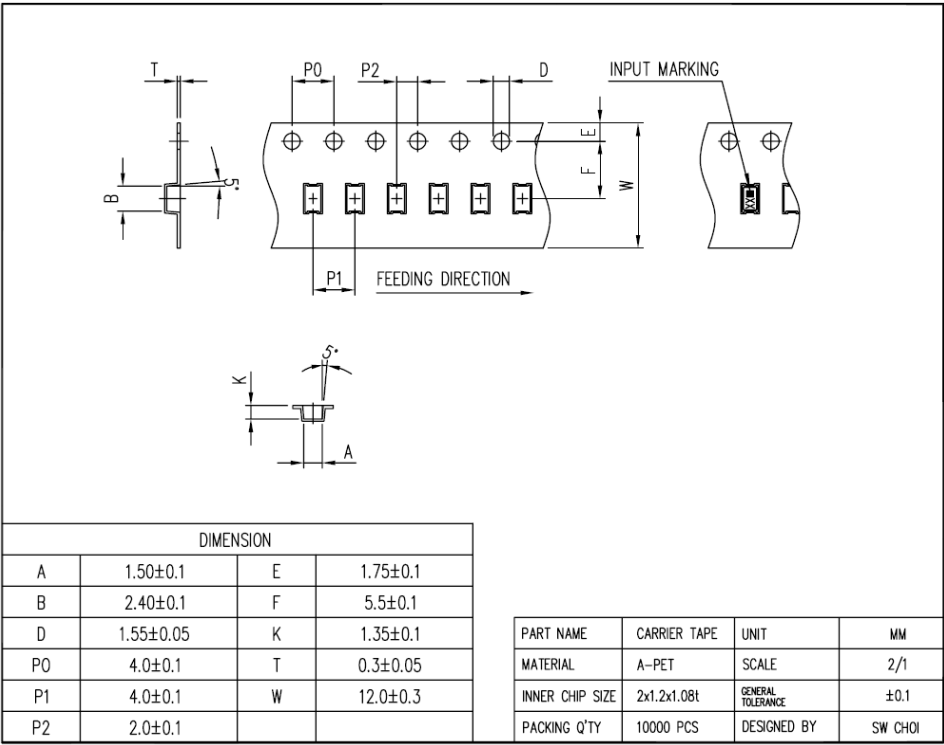 T
P0
P2
D
INPUT MARKING
E
F
W
B
5°
XX
P1
FEEDING DIRECTION
5°
K
A
DIMENSION
A 1.50±0.1 E 1.75±0.1
B 2.40±0.1 F 5.5±0.1
D 1.55±0.05 K 1.35±0.1
P0 4.0±0.1 T 0.3±0.05
P1 4.0±0.1 W 12.0±0.3
P2 2.0±0.1
PART NAME CARRIER TAPE UNIT MM
MATERIAL A-PET SCALE 2/1
INNER CHIP SIZE 2x1.2x1.08t GENERAL TOLERANCE ±0.1
PACKING Q'TY 10000 PCS DESIGNED BY SW CHOI